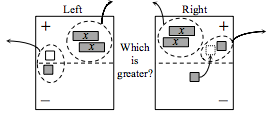 Left Right
+ +
x x
x x
Which
is
greater?
− −